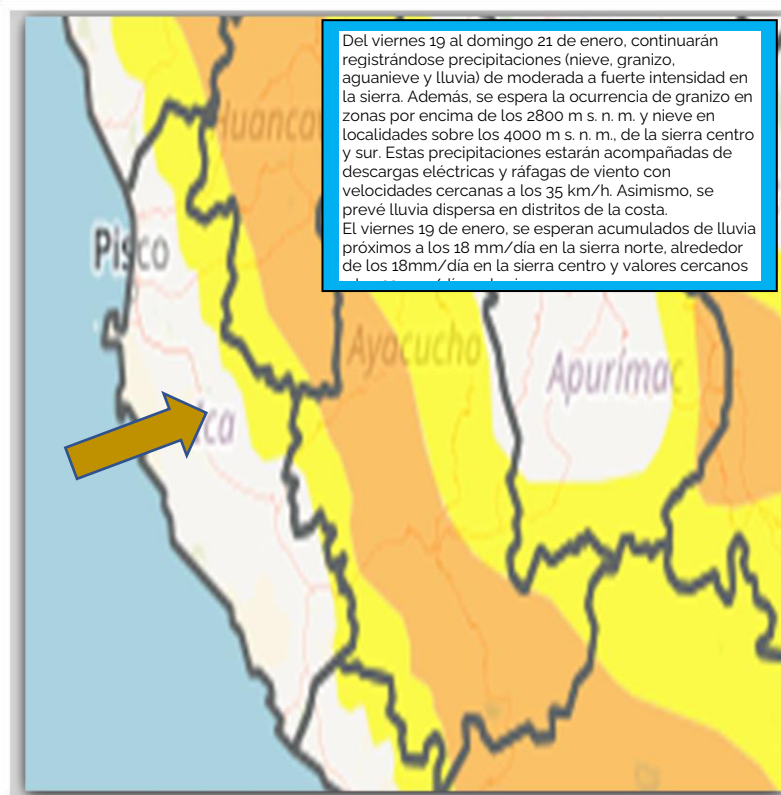 Del viernes 19 al domingo 21 de enero, continuarán
registrándose precipitaciones (nieve, granizo,
aguanieve y lluvia) de moderada a fuerte intensidad en
la sierra. Además, se espera la ocurrencia de granizo en
zonas por encima de los 2800 m s. n. m. y nieve en
localidades sobre los 4000 m s. n. m., de la sierra centro
y sur. Estas precipitaciones estarán acompañadas de
descargas eléctricas y ráfagas de viento con
velocidades cercanas a los 35 km/h. Asimismo, se
prevé lluvia dispersa en distritos de la costa.
El viernes 19 de enero, se esperan acumulados de lluvia
próximos a los 18 mm/día en la sierra norte, alrededor
de los 18mm/día en la sierra centro y valores cercanos
Huancav
Pisco
Ayacucho
Apurímac
Ica